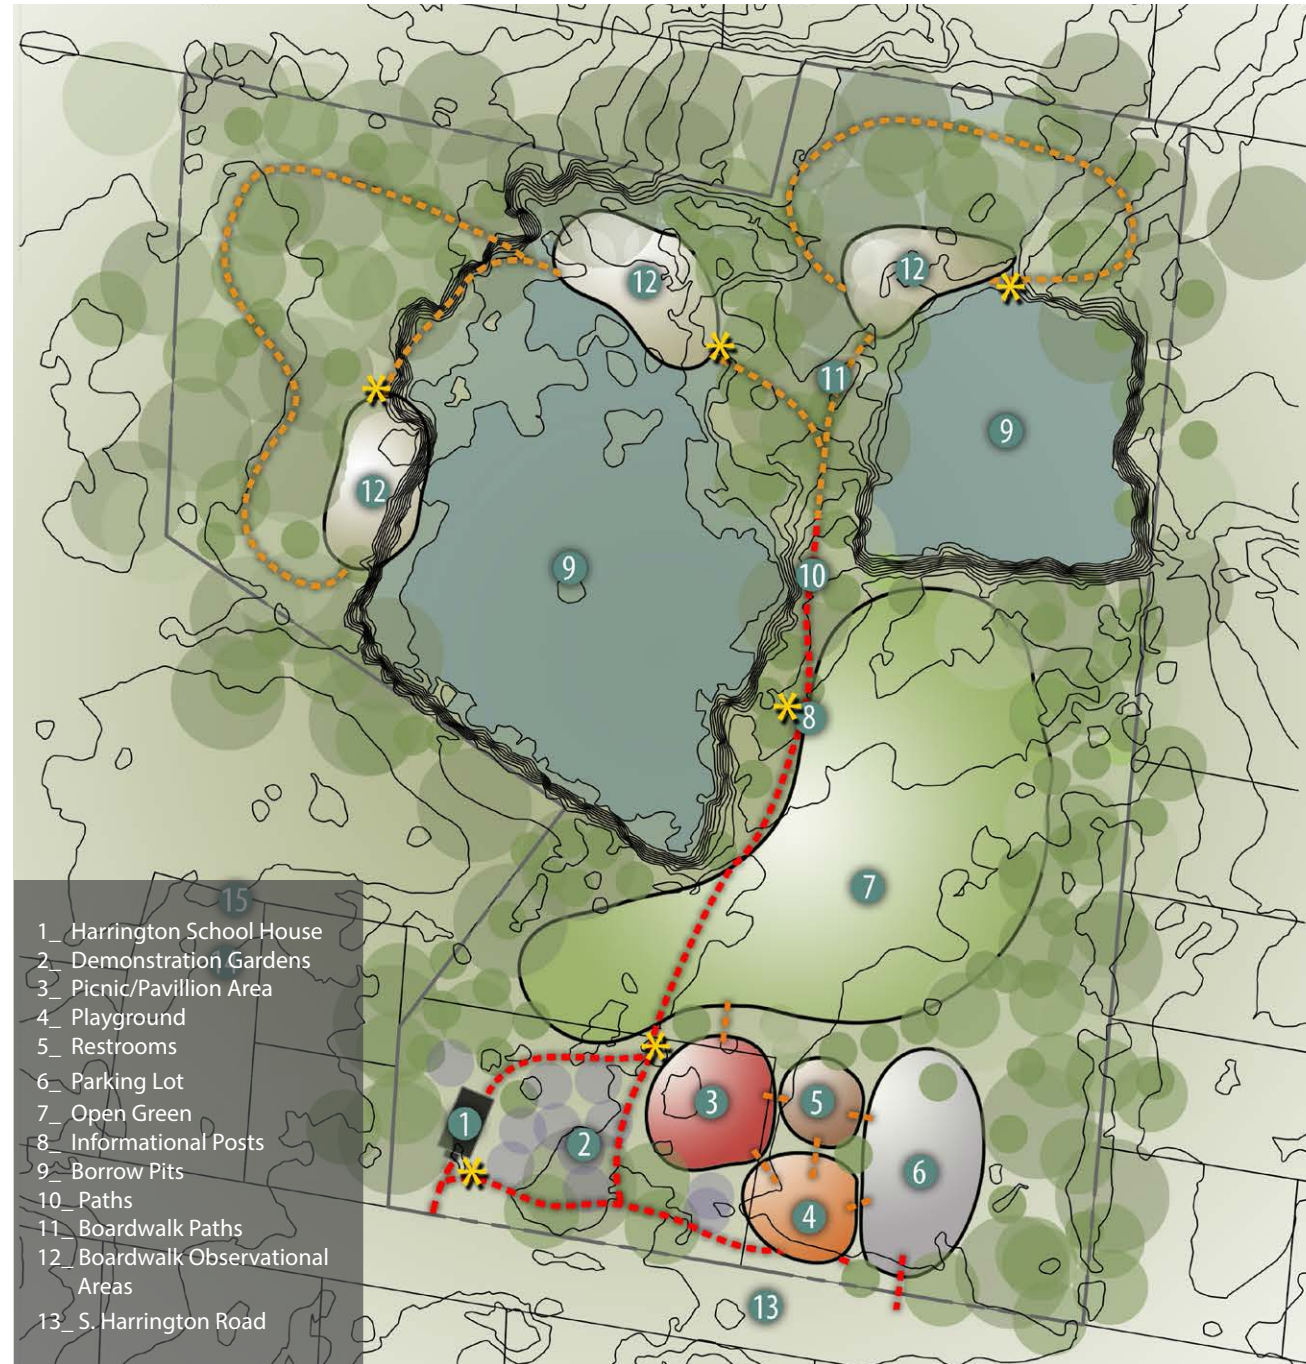 12
12
11
12
9
9
10
8
7
15
14
1_ Harrington School House
2_ Demonstration Gardens
3_ Picnic/Pavillion Area
4_ Playground
5_ Restrooms
6_ Parking Lot
7_ Open Green
8_ Informational Posts
9_ Borrow Pits
10_ Paths
11_ Boardwalk Paths
12_ Boardwalk Observational
Areas
13_ S. Harrington Road
3
5
1
2
6
4
13